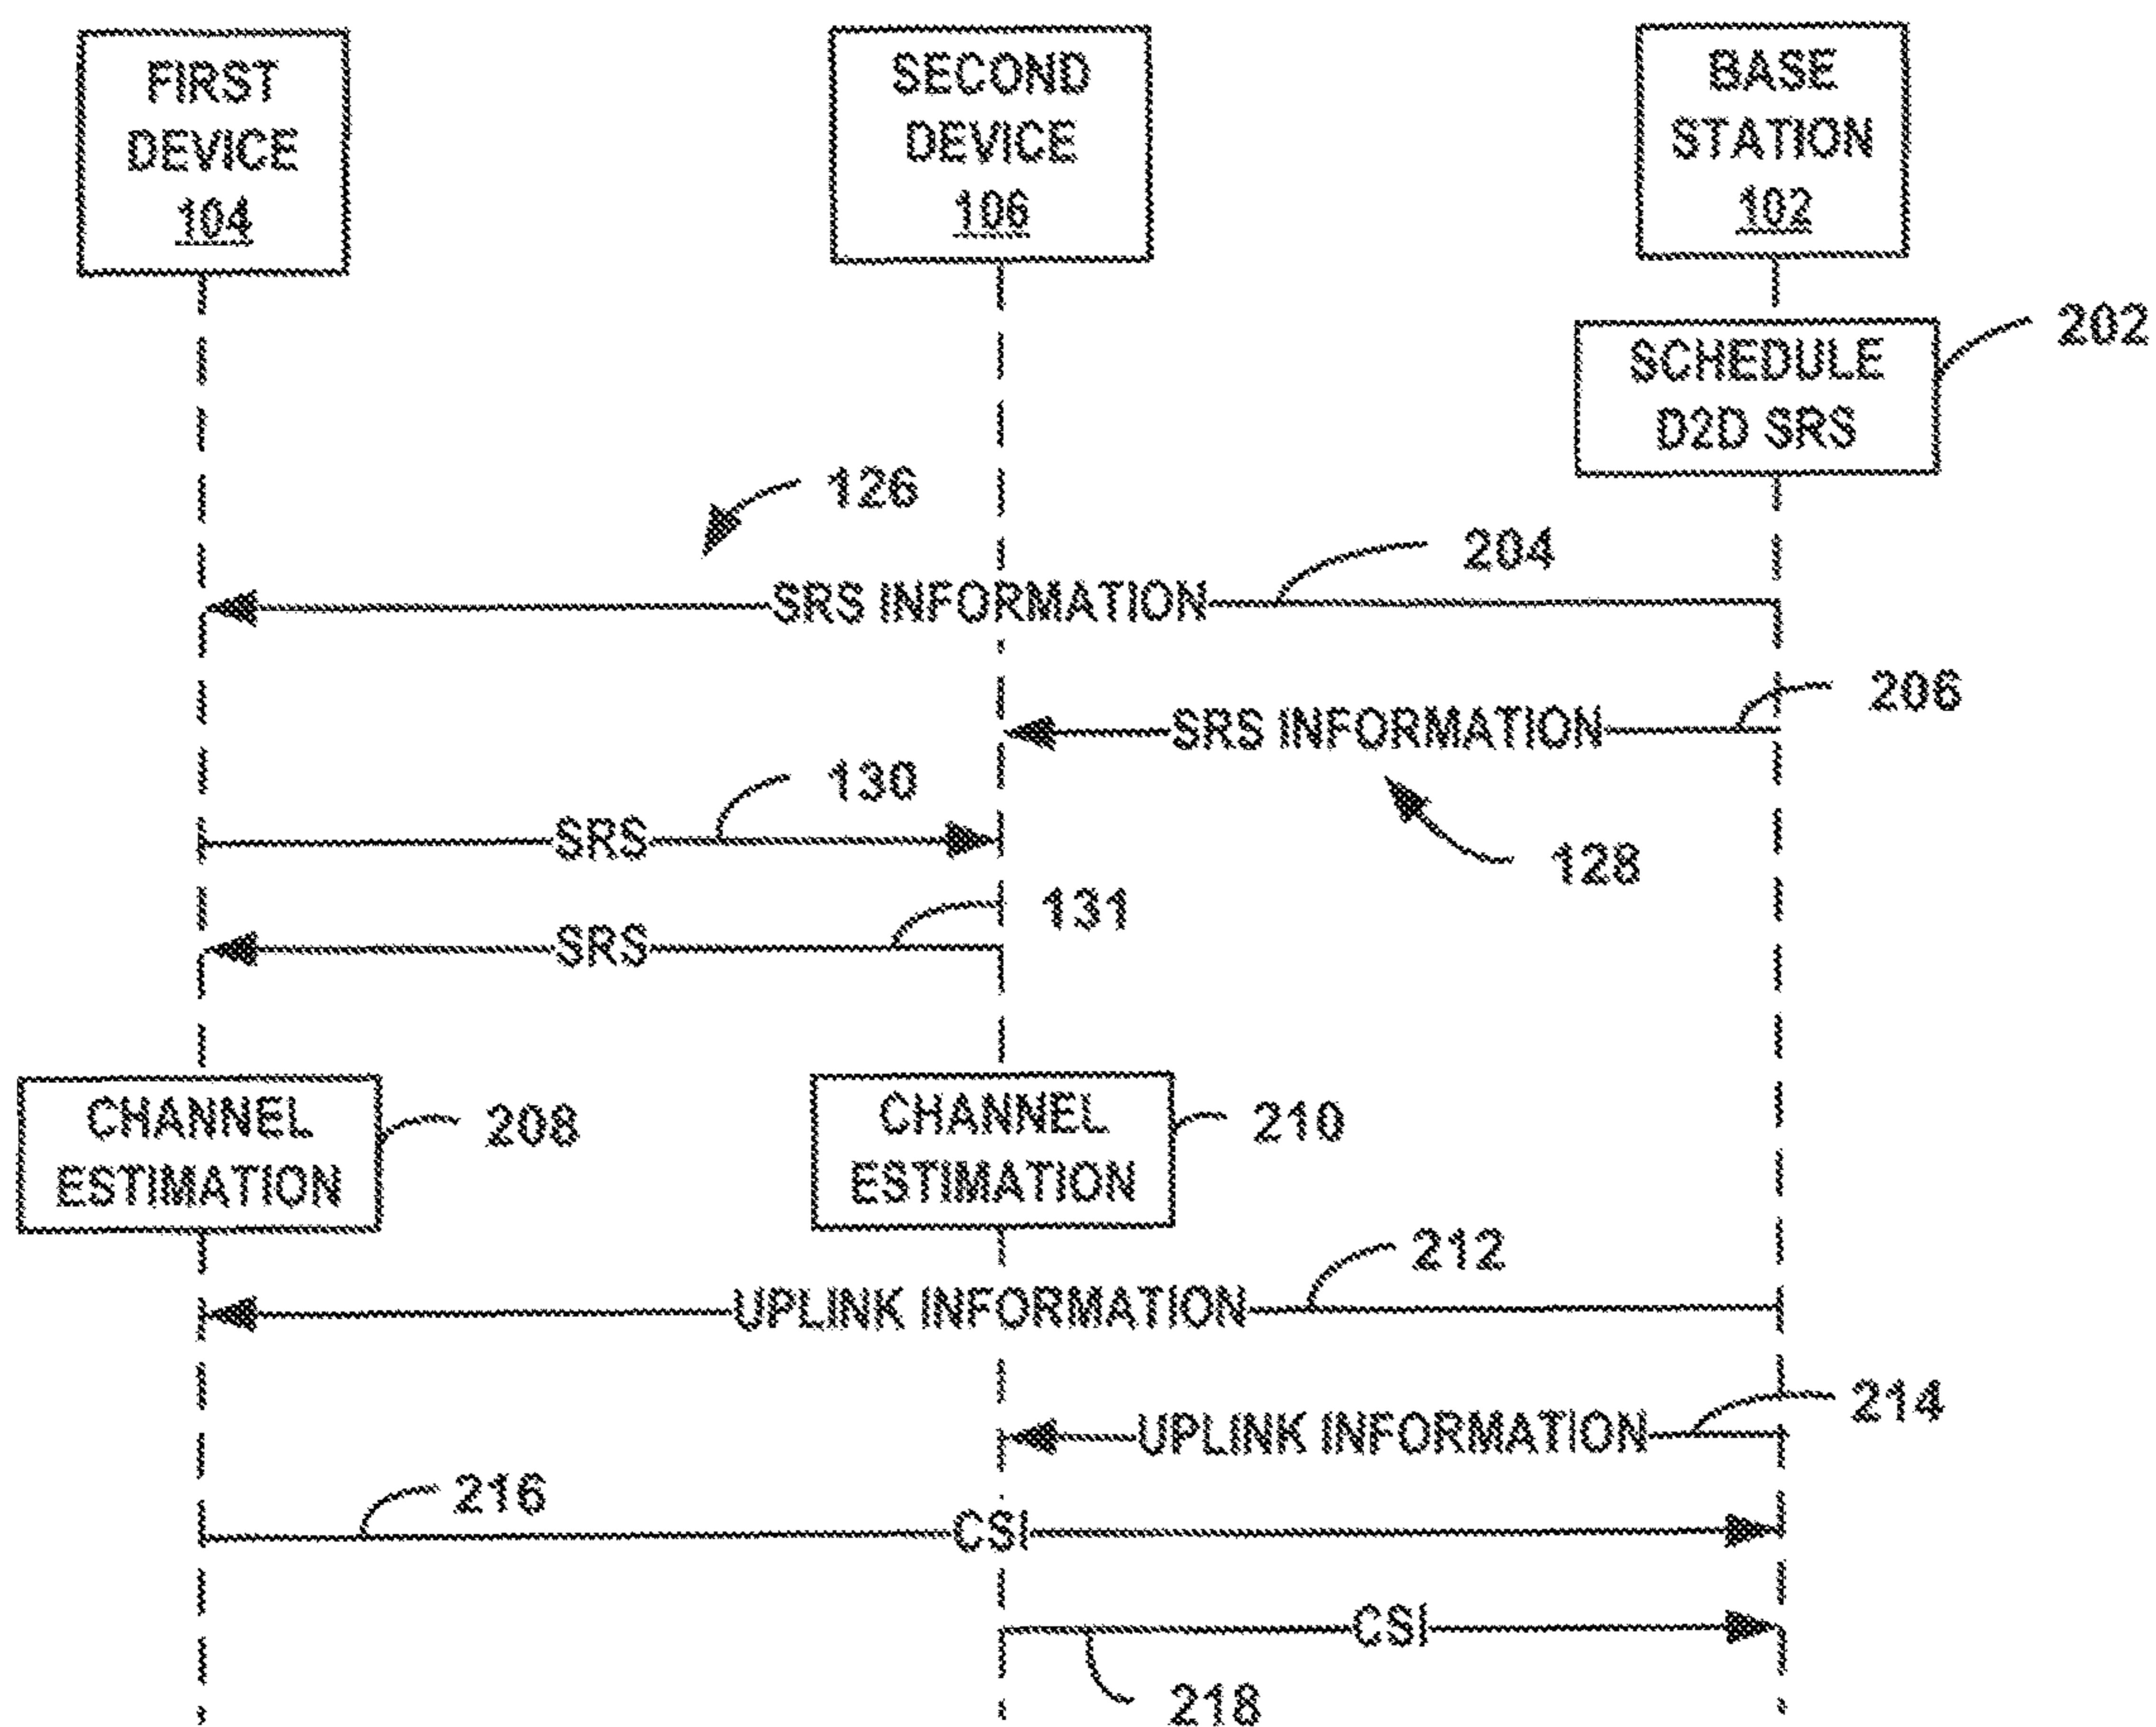 FIRST
DEVICE
104
SECOND
DEVICE
106
BASE
STATION
102
SCHEDULE
D2D SRS
202
126
204
SRS INFORMATION
206
SRS INFORMATION
128
130
SRS
131
SRS
CHANNEL
ESTIMATION
208
CHANNEL
ESTIMATION
210
212
UPLINK INFORMATION
214
UPLINK INFORMATION
216
CSI
CSI
218